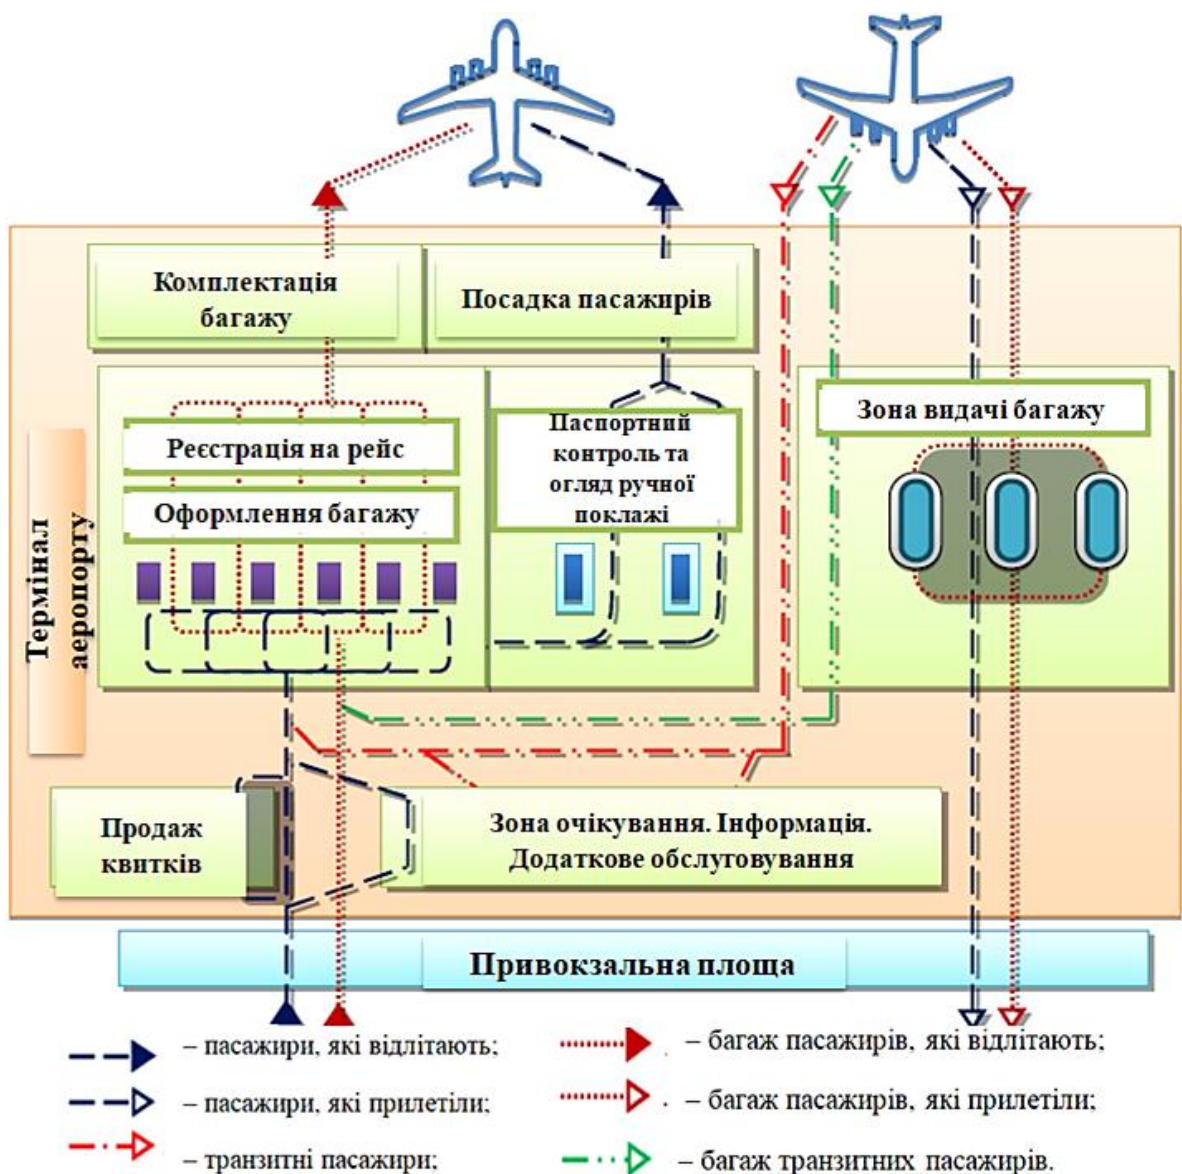 Комплектація
багажу
Посадка пасажирів
Реєстрація на рейс
Оформлення багажу
Паспортний
контроль та
огляд ручної
поклажі
Зона видачі багажу
Термінал
аеропорту
Продаж
квитків
Зона очікування. Інформація.
Додаткове обслуговування
Привокзальна площа
– пасажири, які відлітають;
– багаж пасажирів, які відлітають;
– пасажири, які прилетіли;
– багаж пасажирів, які прилетіли;
– транзитні пасажири;
– багаж транзитних пасажирів.